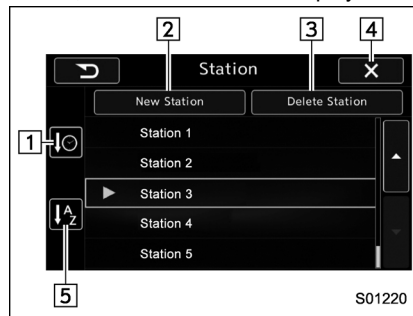 2
3
4
Station
X
New Station
Delete Station
1
Station 1
Station 2
Station 3
Station 4
A
Z
Station 5
5
S01220